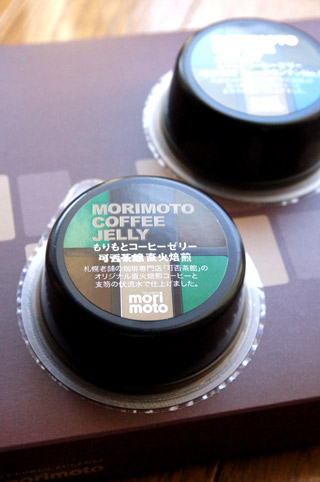 MORIMOTO
COFFEE
JELLY
もりもとコーヒーゼリー
可否茶館 直火焙煎
札幌老舗の珈琲専門店「可否茶館」の
オリジナル直火焙煎コーヒーと
支笏の伏流水で仕上げました。
mori
moto
MORIMOTO
morimoto